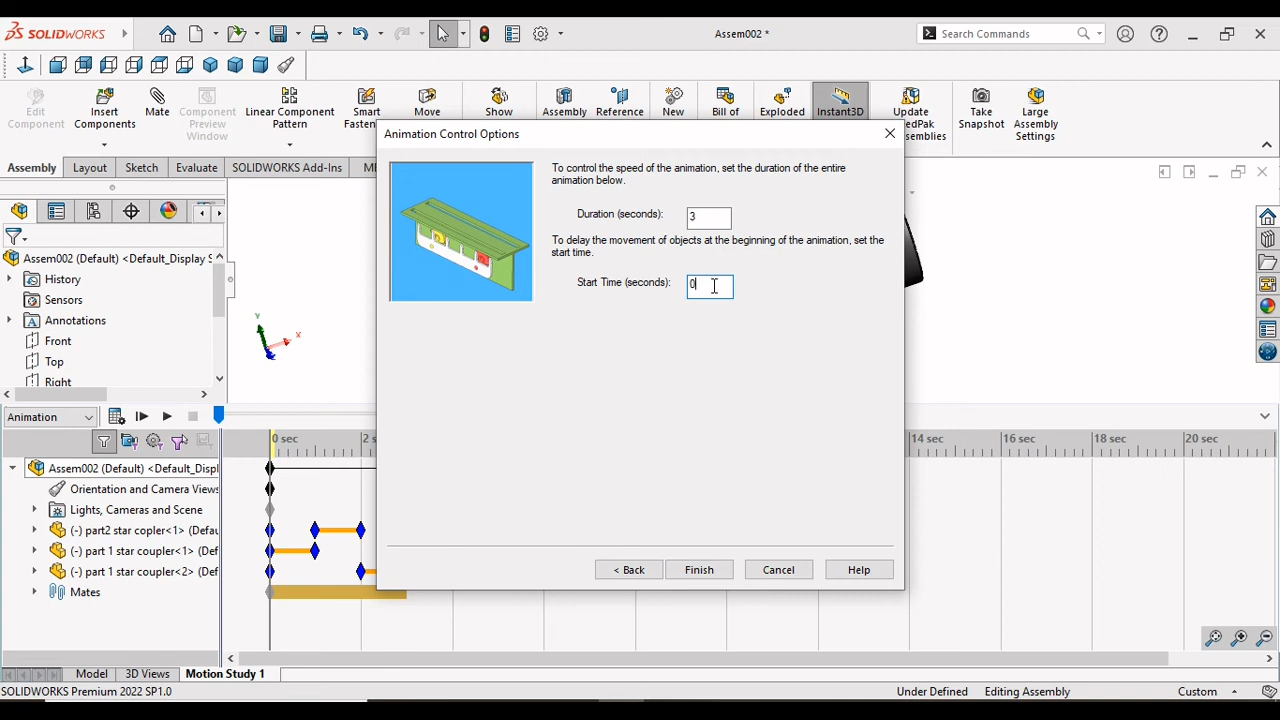 SOLIDWORKS
Assem002 *
Search Commands
Edit Component
Insert Components
Mate
Component Preview Window
Linear Component Pattern
Smart Fasten
Move
Show
Assembly
Reference
New
Bill of
Exploded
Instant3D
Update
edPak
semblies
Take Snapshot
Large Assembly Settings
Assembly
Layout
Sketch
Evaluate
SOLIDWORKS Add-Ins
Animation Control Options
To control the speed of the animation, set the duration of the entire
animation below.
Duration (seconds): 3
To delay the movement of objects at the beginning of the animation, set the
start time.
Start Time (seconds): 0
< Back
Finish
Cancel
Help
Assem002 (Default) <Default_Display S
History
Sensors
Annotations
Front
Top
Right
Y
X
Animation
0 sec
2 s
14 sec
16 sec
18 sec
20 sec
Assem002 (Default) <Default_Displ
Orientation and Camera Views
Lights, Cameras and Scene
(-) part2 star copler<1> (Defau
(-) part 1 star coupler<1> (Def
(-) part 1 star coupler<2> (Def
Mates
Model
3D Views
Motion Study 1
SOLIDWORKS Premium 2022 SP1.0
Under Defined
Editing Assembly
Custom